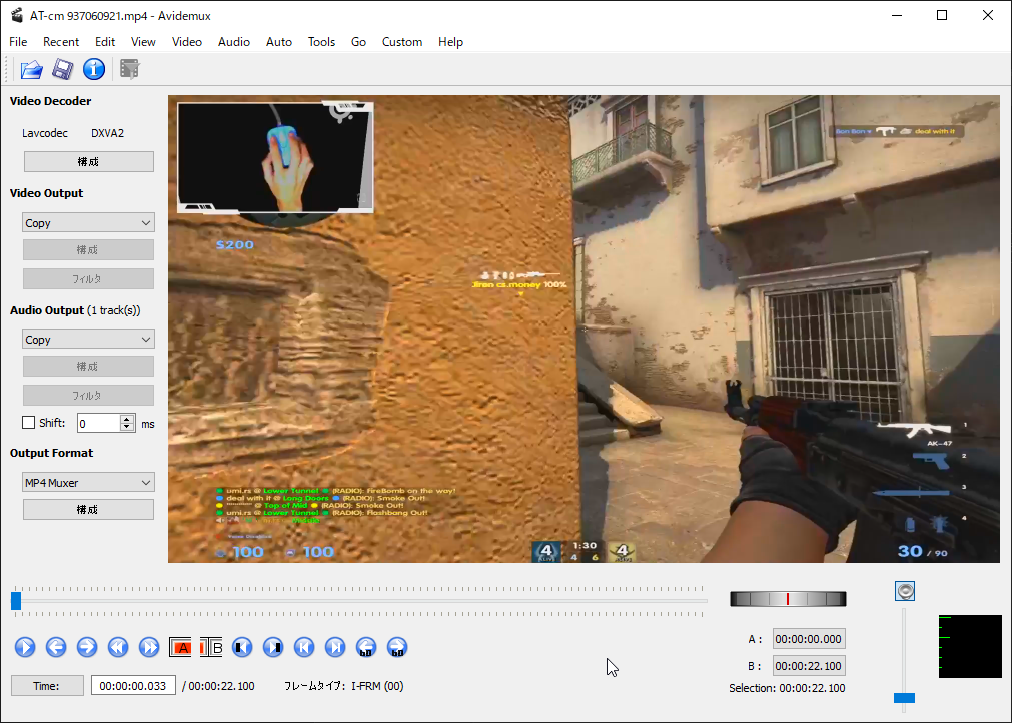 AT-cm 937060921.mp4 - Avidemux
File Recent Edit View Video Audio Auto Tools Go Custom Help
Video Decoder
Lavcodec DXVA2
構成
Video Output
Copy
構成
フィルタ
Audio Output (1 track(s))
Copy
構成
フィルタ
Shift: 0 ms
Output Format
MP4 Muxer
構成
Bon Bon deal with it
$200
Jiren cs.money 100%
AK-47
1
2
3
4
umi.rs @ Lower Tunnel (RADIO): FireBomb on the way!
deal with it @ Long Doors (RADIO): Smoke Out!
@ Top of Mid (RADIO): Smoke Out!
umi.rs @ Lower Tunnel (RADIO): Flashbang Out!
100 100
4 ALIVE 1:30 4 ALIVE
4 6
30 / 90
A B
60 60
Time: 00:00:00.033 / 00:00:22.100 フレームタイプ: I-FRM (00)
A : 00:00:00.000
B : 00:00:22.100
Selection: 00:00:22.100